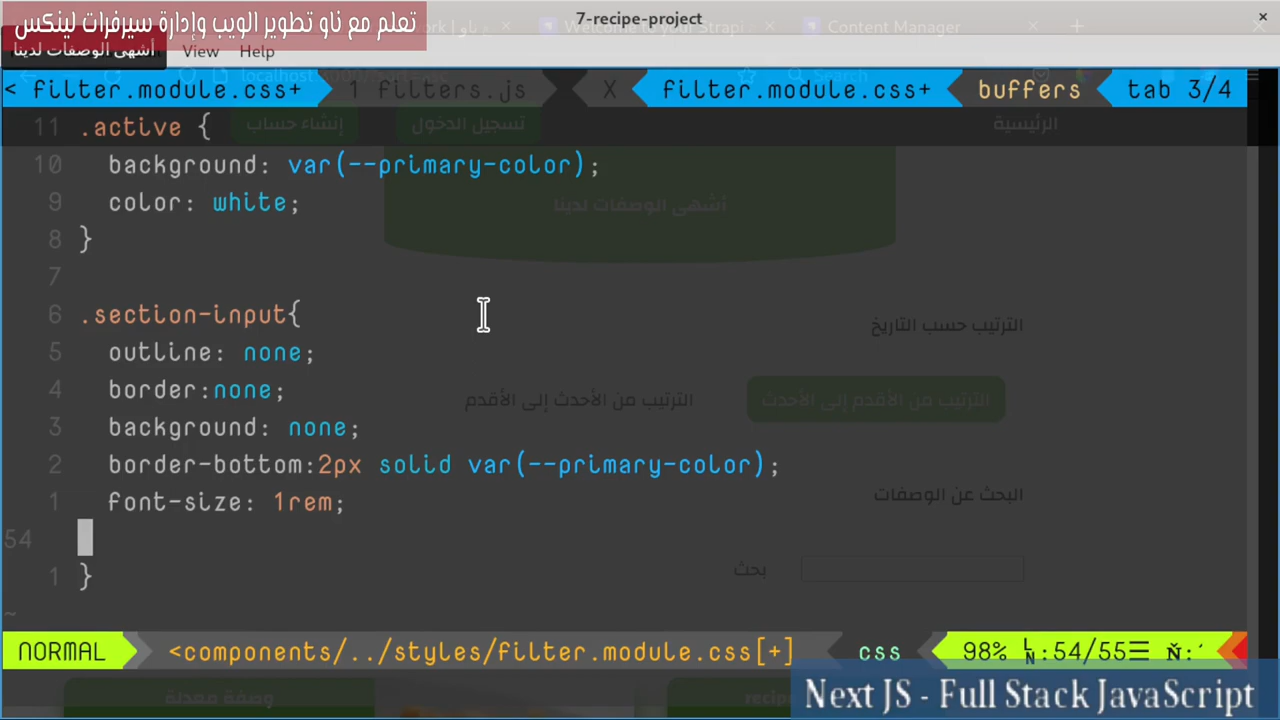 7-recipe-project
تعلم مع ناو تطوير الويب وإدارة سيرفرات لينكس
أشهى الوصفات لدينا
View Help
< filter.module.css+ 1 filters.js X filter.module.css+ buffers tab 3/4
11 .active {
10 background: var(--primary-color);
9 color: white;
8 }
7
6 .section-input{
5 outline: none;
4 border:none;
3 background: none;
2 border-bottom:2px solid var(--primary-color);
1 font-size: 1rem;
54
1 }
~
NORMAL <components/../styles/filter.module.css[+] css 98% :54/55
Content Manager
Search
الرئيسية
تسجيل الدخول
إنشاء حساب
أشهى الوصفات لدينا
الترتيب حسب التاريخ
الترتيب من الأقدم إلى الأحدث
الترتيب من الأحدث إلى الأقدم
البحث عن الوصفات
بحث
وصفة معدلة
Next JS - Full Stack JavaScript